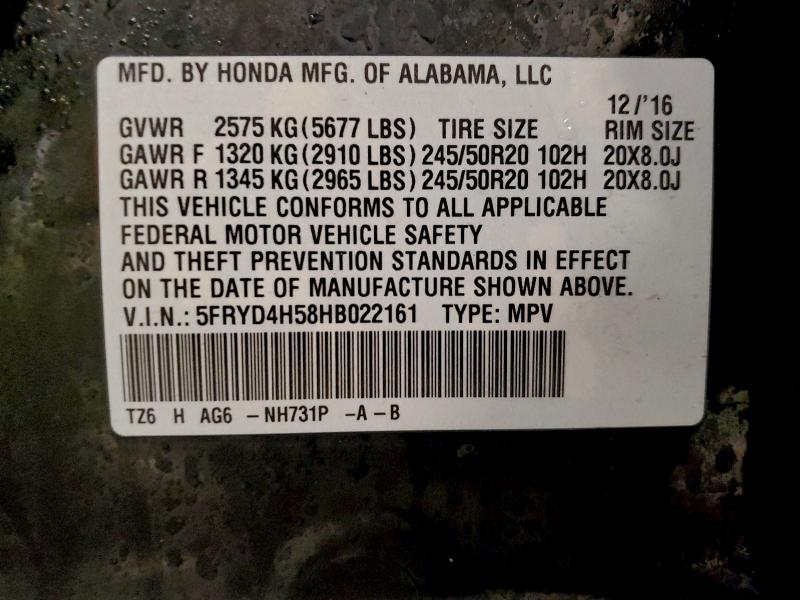 MFD. BY HONDA MFG. OF ALABAMA, LLC
12/'16
GVWR 2575 KG (5677 LBS) TIRE SIZE RIM SIZE
GAWR F 1320 KG (2910 LBS) 245/50R20 102H 20X8.0J
GAWR R 1345 KG (2965 LBS) 245/50R20 102H 20X8.0J
THIS VEHICLE CONFORMS TO ALL APPLICABLE
FEDERAL MOTOR VEHICLE SAFETY
AND THEFT PREVENTION STANDARDS IN EFFECT
ON THE DATE OF MANUFACTURE SHOWN ABOVE.
V.I.N.: 5FRYD4H58HB022161 TYPE: MPV
TZ6 H AG6 -NH731P -A-B